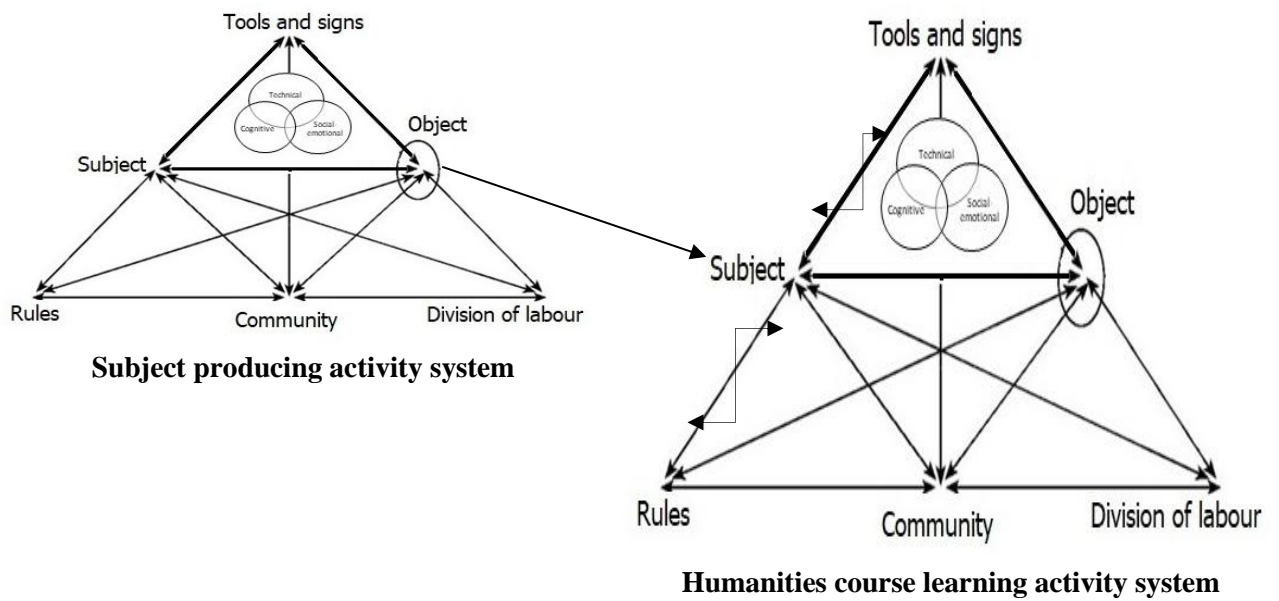 Tools and signs
Technical
Cognitive
Social
emotional
Object
Subject
Rules
Community
Division of labour
Subject producing activity system
Tools and signs
Technical
Cognitive
Social
emotional
Object
Subject
Rules
Community
Division of labour
Humanities course learning activity system